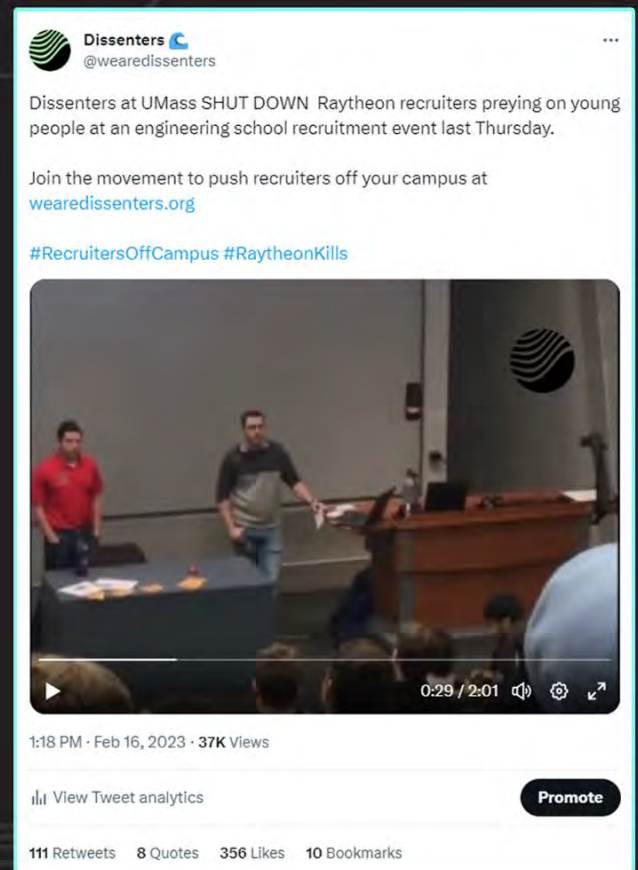 Dissenters
@wearedissenters
Dissenters at UMass SHUT DOWN Raytheon recruiters preying on young
people at an engineering school recruitment event last Thursday.
Join the movement to push recruiters off your campus at
wearedissenters.org
#RecruitersOffCampus #RaytheonKills
0:29 / 2:01
1:18 PM · Feb 16, 2023 · 37K Views
View Tweet analytics
Promote
111 Retweets 8 Quotes 356 Likes 10 Bookmarks